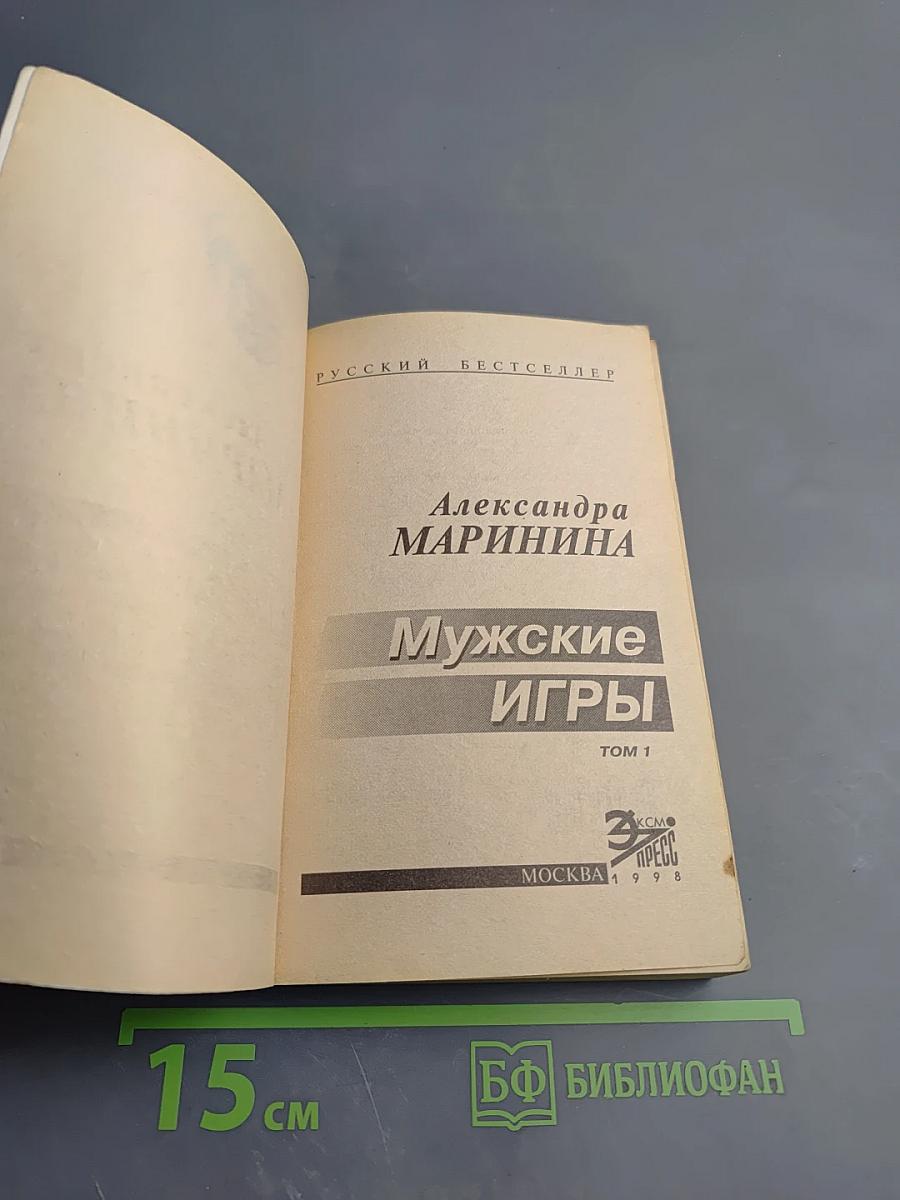 РУССКИЙ БЕСТСЕЛЛЕР
Александра
МАРИНИНА
Мужские
ИГРЫ
ТОМ 1
ЭКСМО
ПРЕСС
МОСКВА 1998
15 см
БФ БИБЛИОФАН